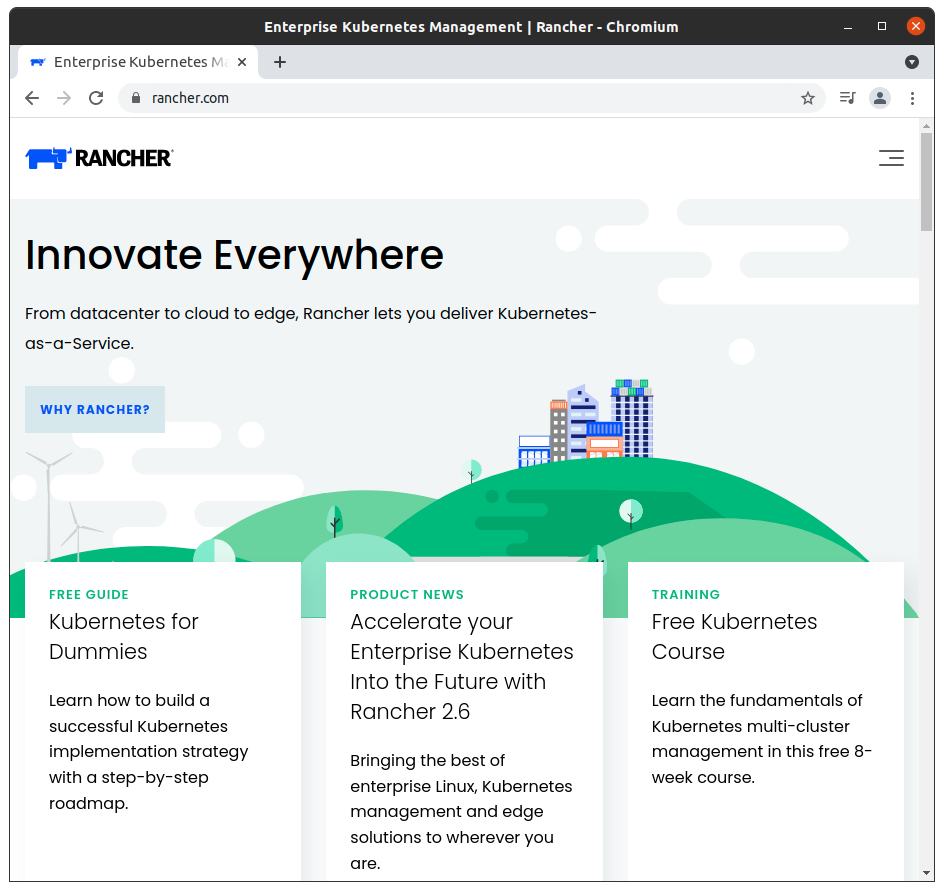 Enterprise Kubernetes Management | Rancher - Chromium
Enterprise Kubernetes Ma
rancher.com
RANCHER
Innovate Everywhere
From datacenter to cloud to edge, Rancher lets you deliver Kubernetes-
as-a-Service.
WHY RANCHER?
FREE GUIDE
Kubernetes for
Dummies
Learn how to build a
successful Kubernetes
implementation strategy
with a step-by-step
roadmap.
PRODUCT NEWS
Accelerate your
Enterprise Kubernetes
Into the Future with
Rancher 2.6
Bringing the best of
enterprise Linux, Kubernetes
management and edge
solutions to wherever you
are.
TRAINING
Free Kubernetes
Course
Learn the fundamentals of
Kubernetes multi-cluster
management in this free 8-
week course.